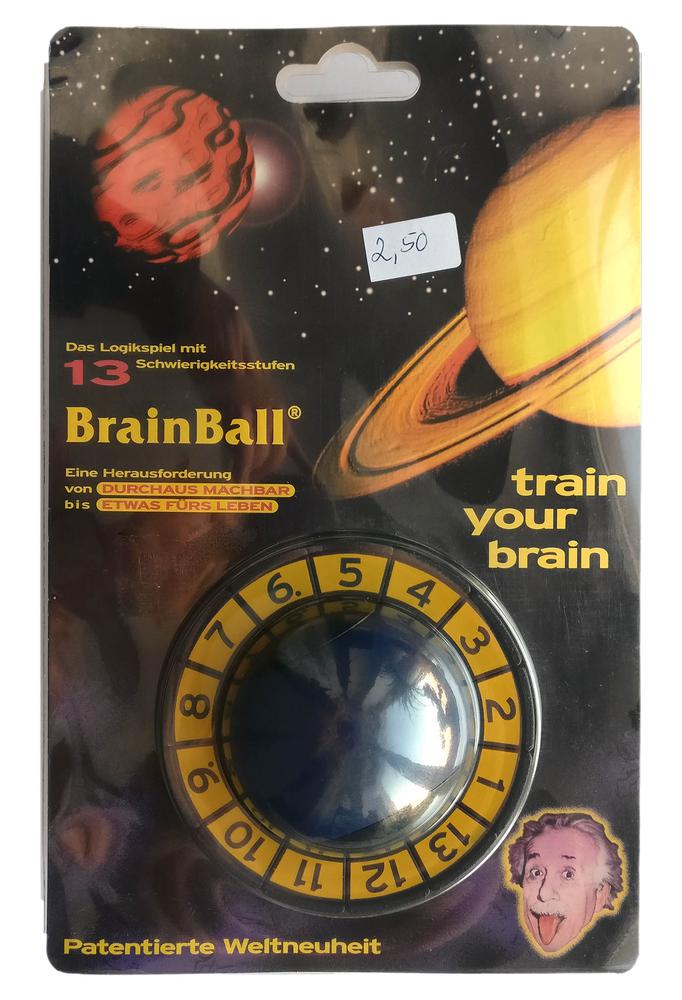 2,50
Das Logikspiel mit
13 Schwierigkeitsstufen
BrainBall®
Eine Herausforderung
von DURCHAUS MACHBAR
bis ETWAS FÜRS LEBEN
train
your
brain
5
4
3
2
1
13
12
11
10
9.
8
7
6.
Patentierte Weltneuheit